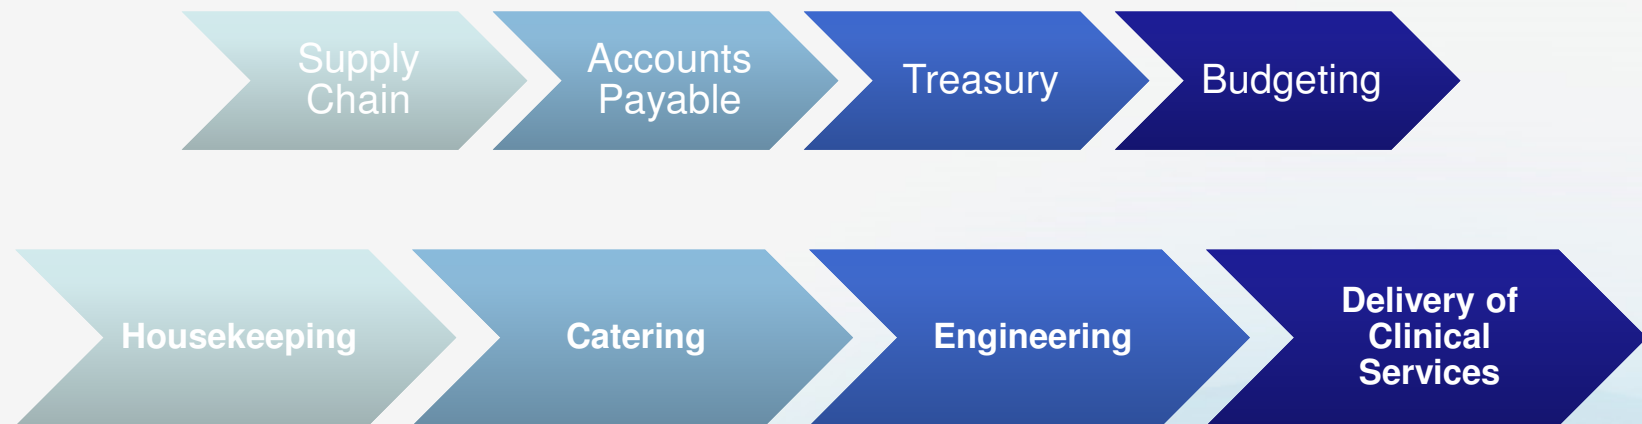 Supply
Chain
Accounts
Payable
Treasury
Budgeting
Housekeeping
Catering
Engineering
Delivery of
Clinical
Services